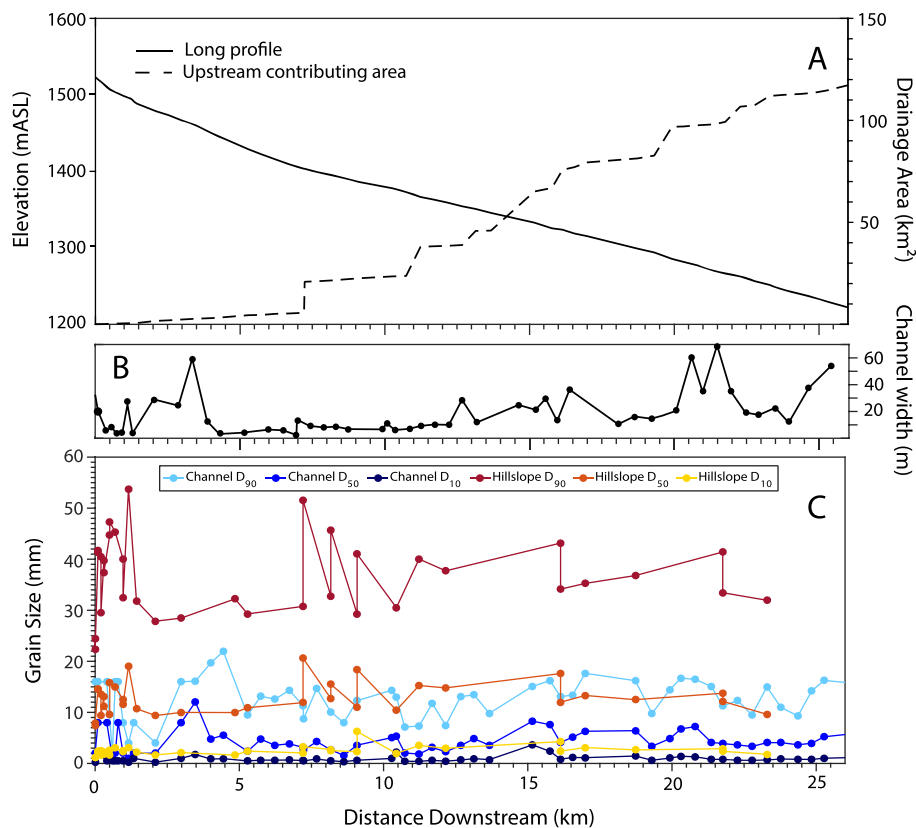 1600
150
Long profile
A
Upstream contributing area
1500
100
Elevation (mASL)
Drainage Area (km²)
1400
50
1300
1200
B
60
40
20
Channel width (m)
60
Channel D90 Channel D50 Channel D10 Hillslope D90 Hillslope D50 Hillslope D10
C
50
40
30
20
10
0
Grain Size (mm)
0 5 10 15 20 25
Distance Downstream (km)